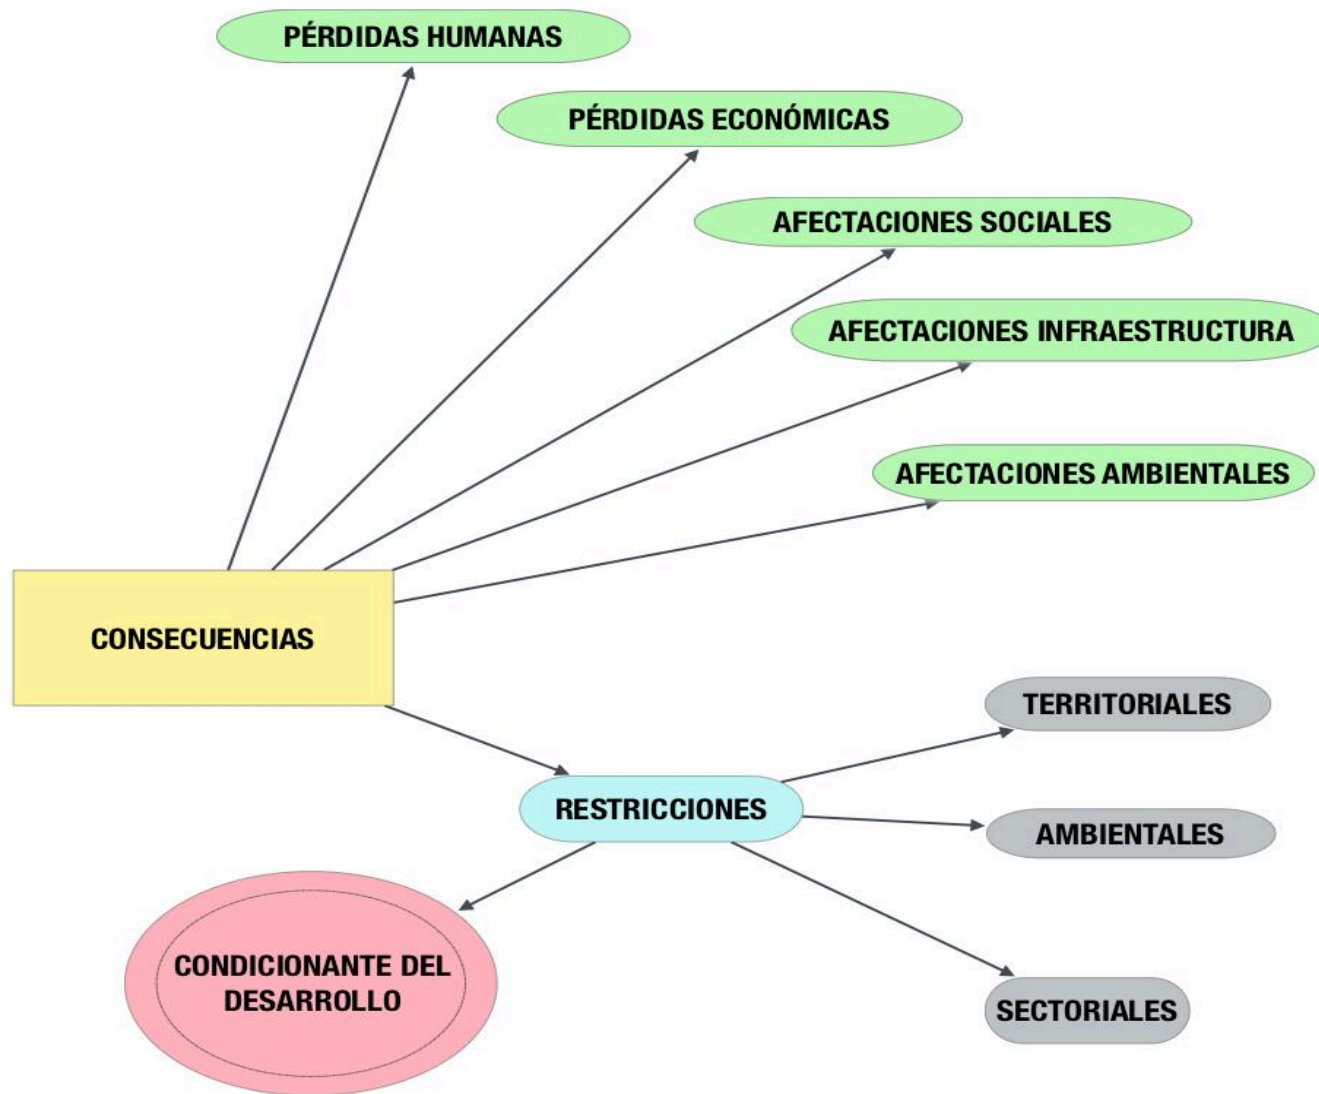 PÉRDIDAS HUMANAS
PÉRDIDAS ECONÓMICAS
AFECTACIONES SOCIALES
AFECTACIONES INFRAESTRUCTURA
AFECTACIONES AMBIENTALES
CONSECUENCIAS
TERRITORIALES
RESTRICCIONES
AMBIENTALES
CONDICIONANTE DEL
DESARROLLO
SECTORIALES